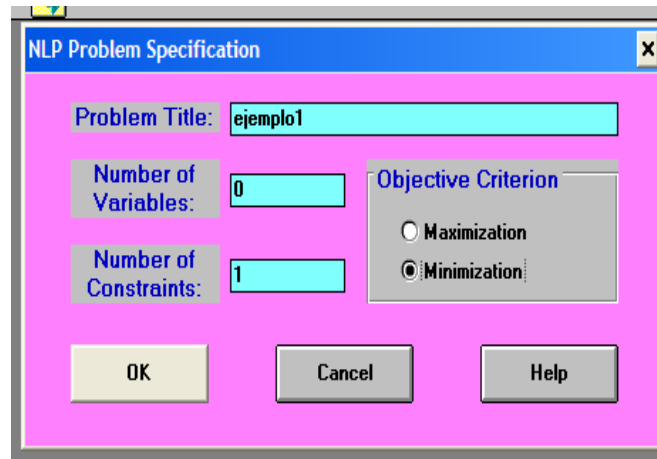 NLP Problem Specification
Problem Title: ejemplo1
Number of Variables: 0
Number of Constraints: 1
Objective Criterion
Maximization
Minimization
OK Cancel Help